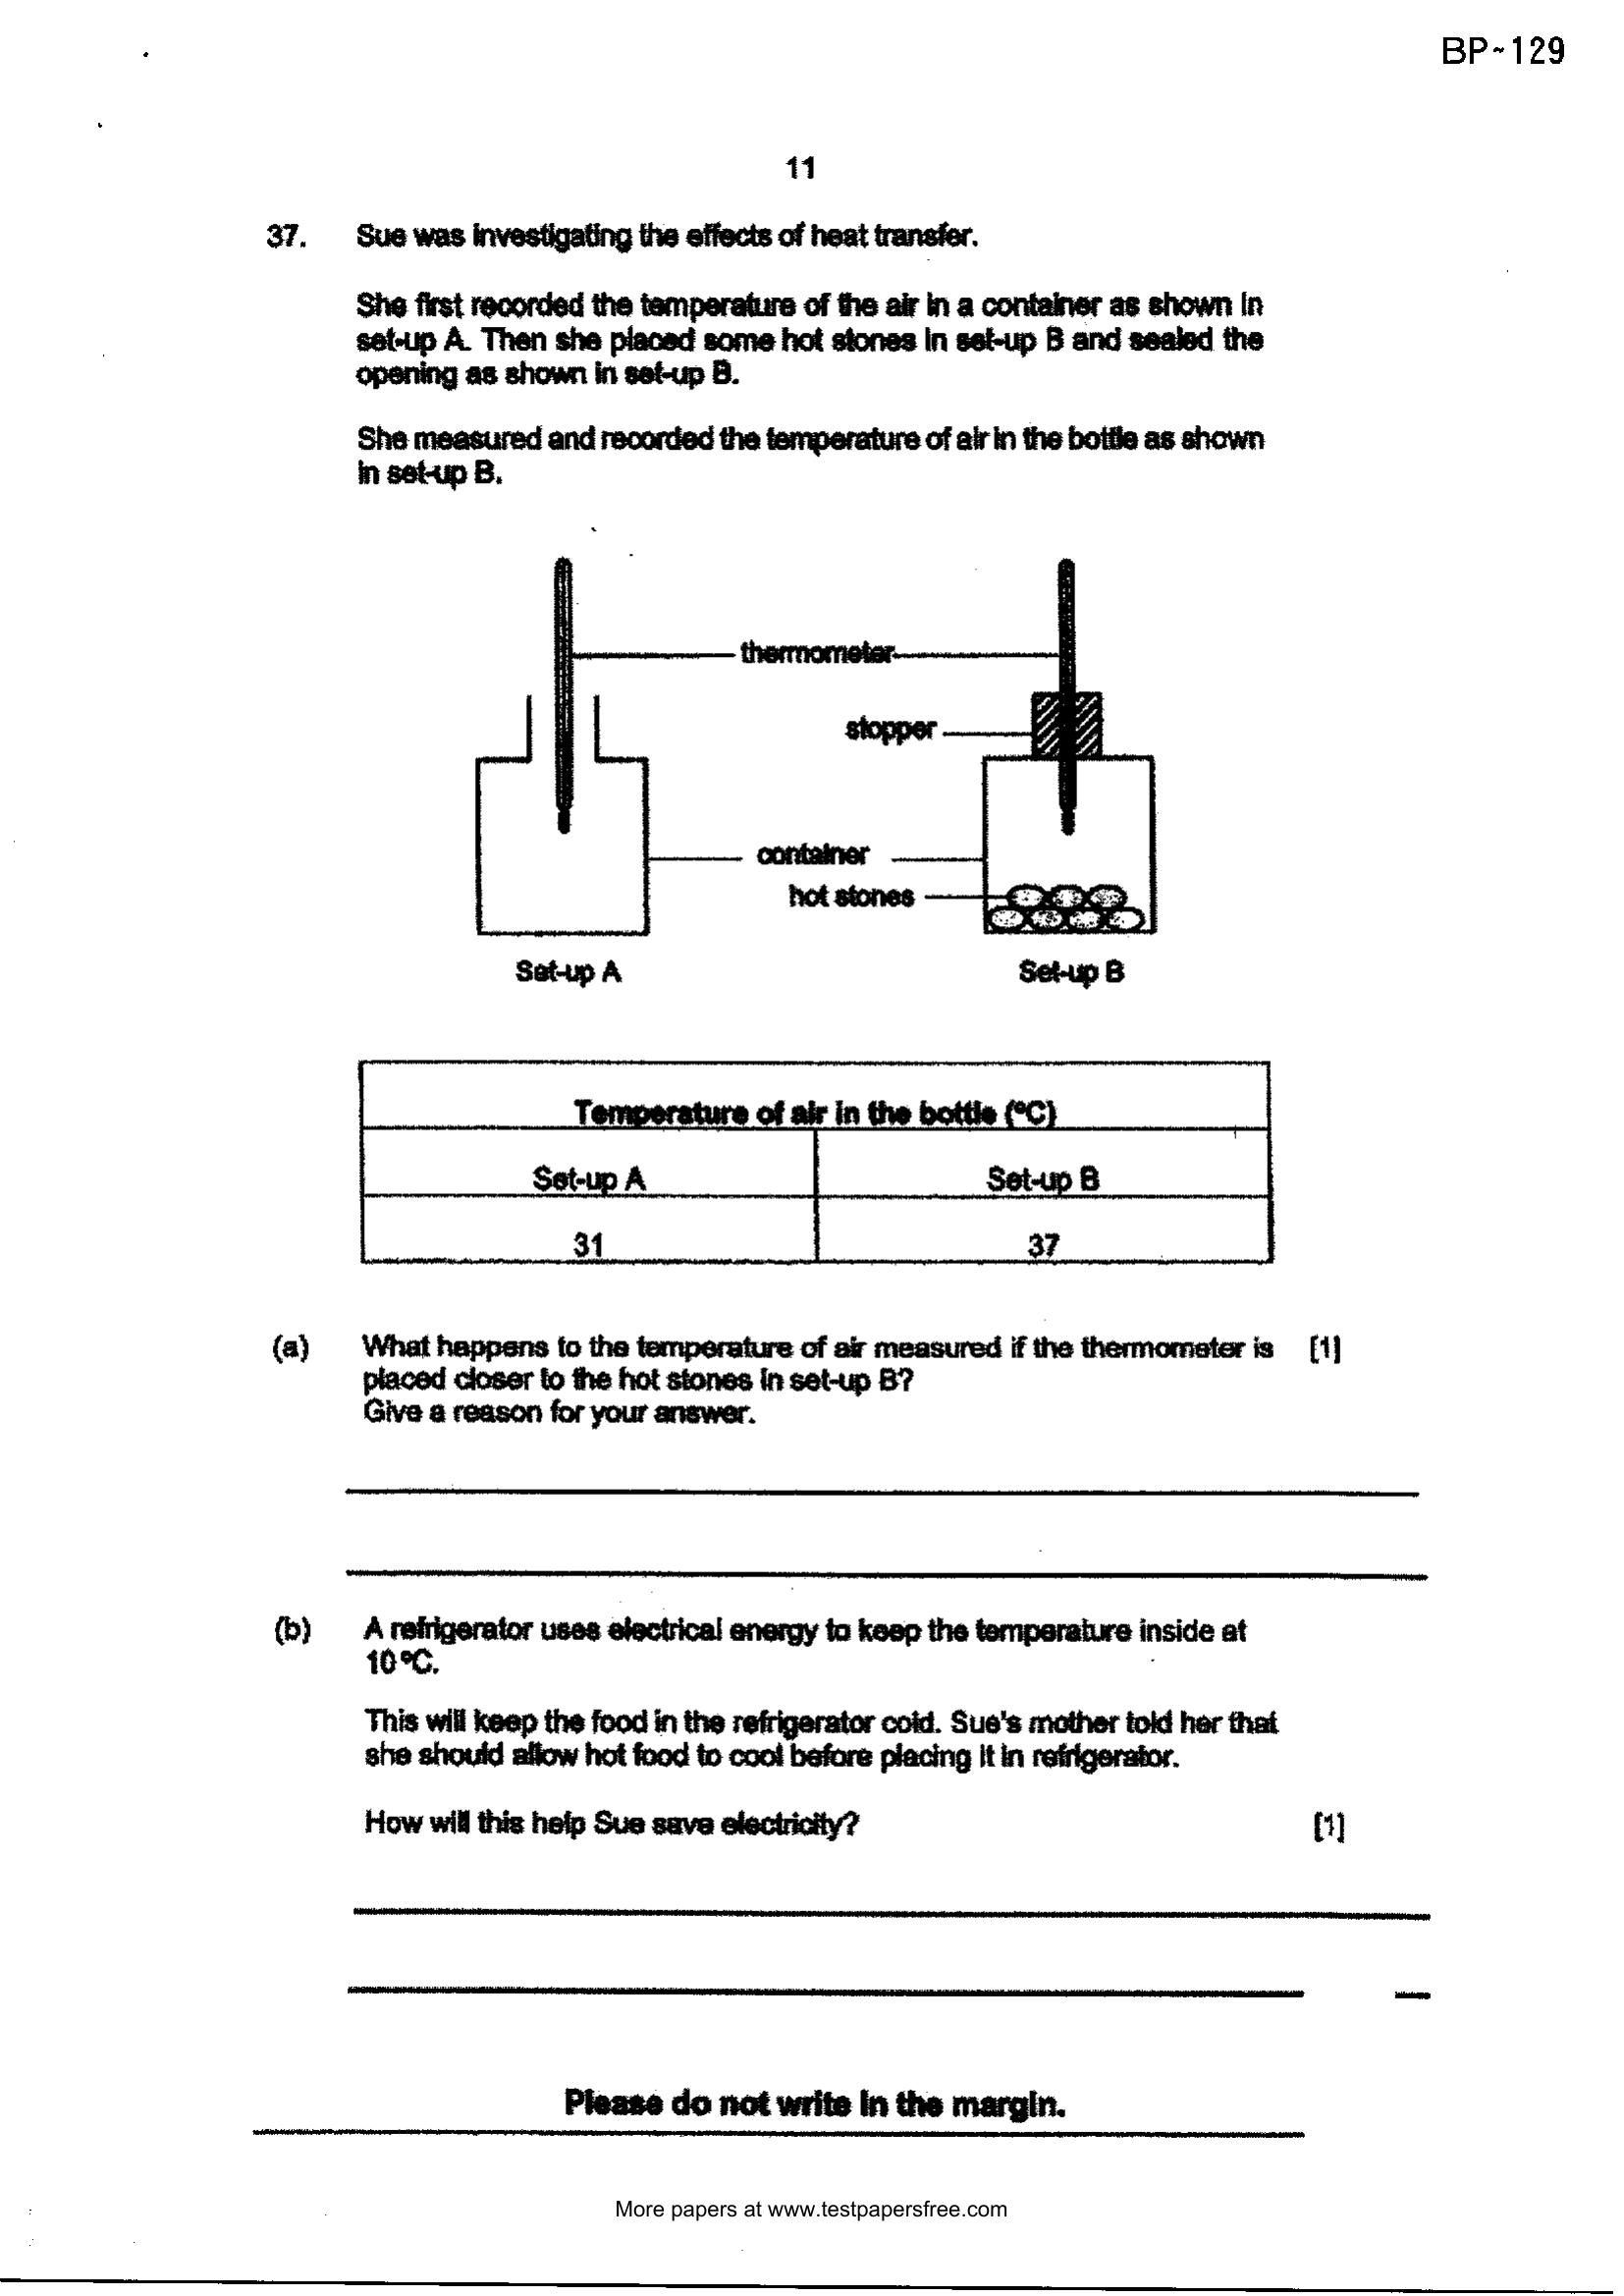 BP~129
11
37. Sue was investigating the effects of heat transfer.
She first recorded the temperature of the air in a container as shown in
set-up A. Then she placed some hot stones in set-up B and sealed the
opening as shown in set-up B.
She measured and recorded the temperature of air in the bottle as shown
in set-up B.
thermometer
stopper
container
hot stones
Set-up A Set-up B
Temperature of air in the bottle (ºC)
Set-up A Set-up B
31 37
(a) What happens to the temperature of air measured if the thermometer is [1]
placed closer to the hot stones in set-up B?
Give a reason for your answer.
(b) A refrigerator uses electrical energy to keep the temperature inside at
10 ºC.
This will keep the food in the refrigerator cold. Sue's mother told her that
she should allow hot food to cool before placing it in refrigerator.
How will this help Sue save electricity? [1]
Please do not write in the margin.
More papers at www.testpapersfree.com